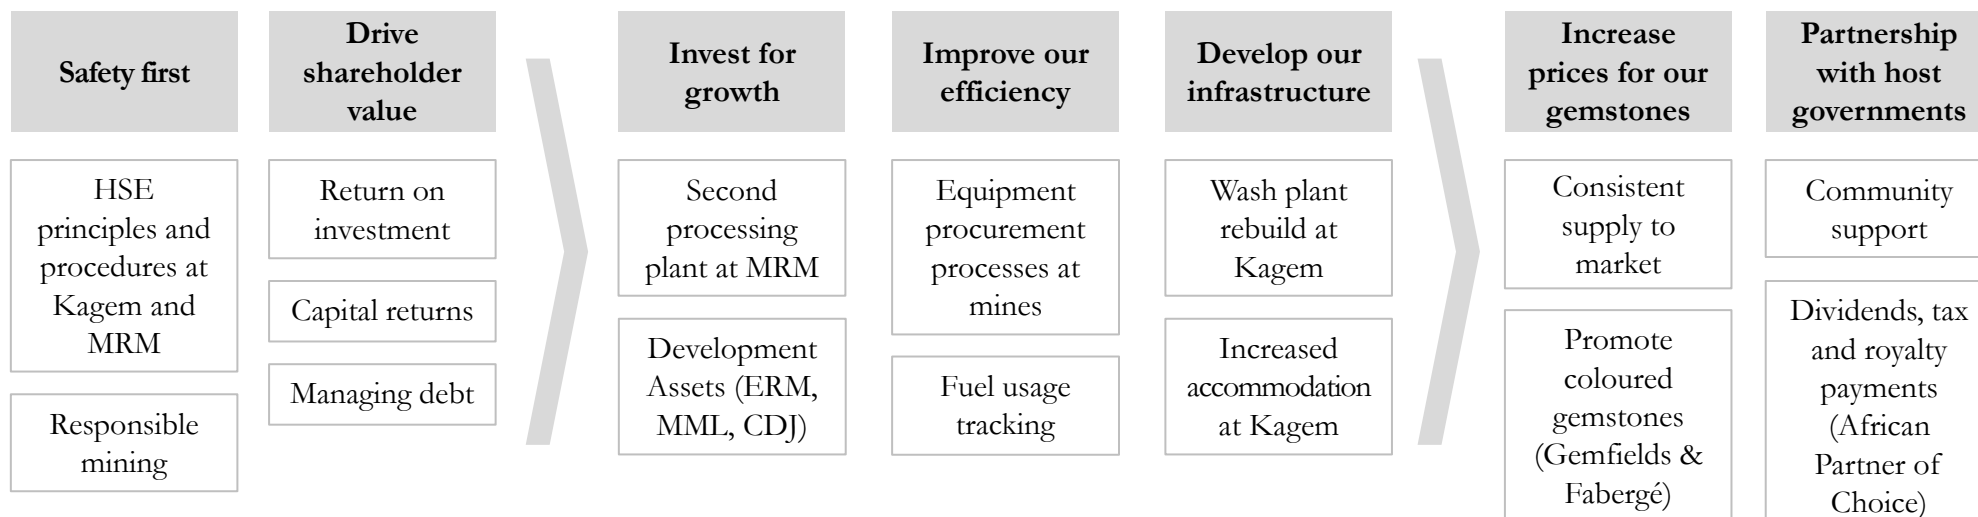 Safety first
HSE
principles and
procedures at
Kagem and
MRM
Responsible
mining
Drive
shareholder
value
Return on
investment
Capital returns
Managing debt
Invest for
growth
Second
processing
plant at MRM
Development
Assets (ERM,
MML, CDJ)
Improve our
efficiency
Equipment
procurement
processes at
mines
Fuel usage
tracking
Develop our
infrastructure
Wash plant
rebuild at
Kagem
Increased
accommodation
at Kagem
Increase
prices for our
gemstones
Consistent
supply to
market
Promote
coloured
gemstones
(Gemfields &
Fabergé)
Partnership
with host
governments
Community
support
Dividends, tax
and royalty
payments
(African
Partner of
Choice)